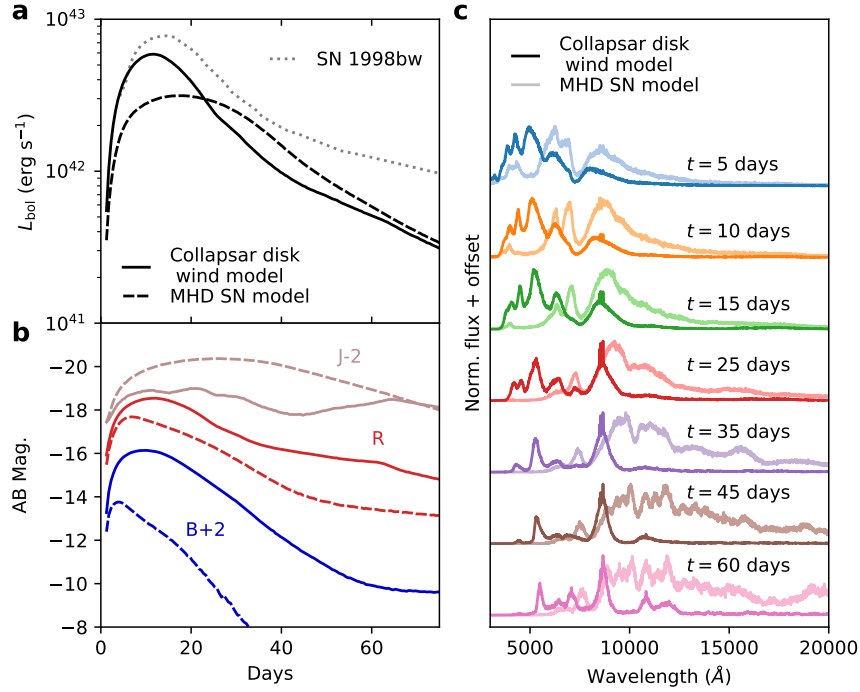 a
10^43
10^42
10^41
L_bol (erg s^−1)
SN 1998bw
Collapsar disk
wind model
MHD SN model
b
−20
−18
−16
−14
−12
−10
−8
AB Mag.
J-2
R
B+2
0
20
40
60
Days
c
Collapsar disk
wind model
MHD SN model
t = 5 days
t = 10 days
t = 15 days
t = 25 days
t = 35 days
t = 45 days
t = 60 days
Norm. flux + offset
5000
10000
15000
20000
Wavelength (Å)